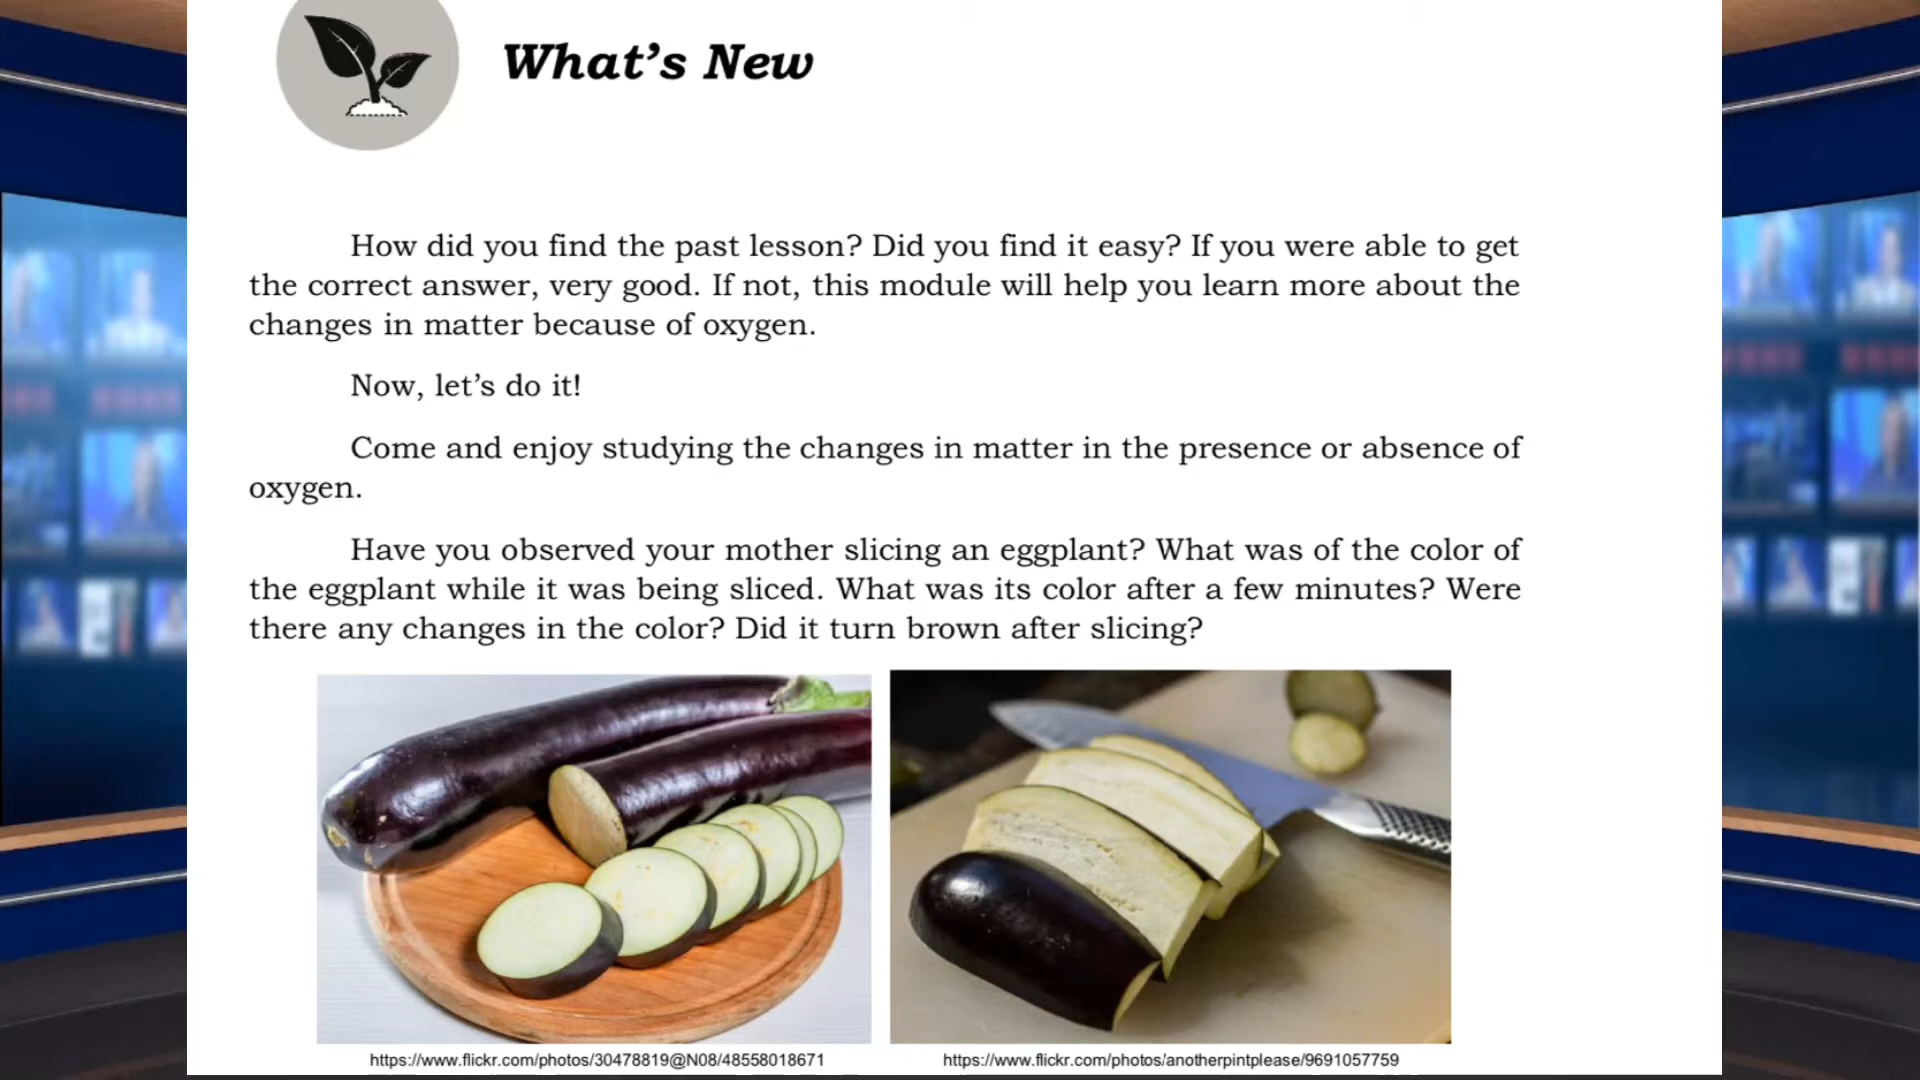 What's New
How did you find the past lesson? Did you find it easy? If you were able to get
the correct answer, very good. If not, this module will help you learn more about the
changes in matter because of oxygen.
Now, let's do it!
Come and enjoy studying the changes in matter in the presence or absence of
oxygen.
Have you observed your mother slicing an eggplant? What was of the color of
the eggplant while it was being sliced. What was its color after a few minutes? Were
there any changes in the color? Did it turn brown after slicing?
https://www.flickr.com/photos/30478819@N08/48558018671
https://www.flickr.com/photos/anotherpintplease/9691057759